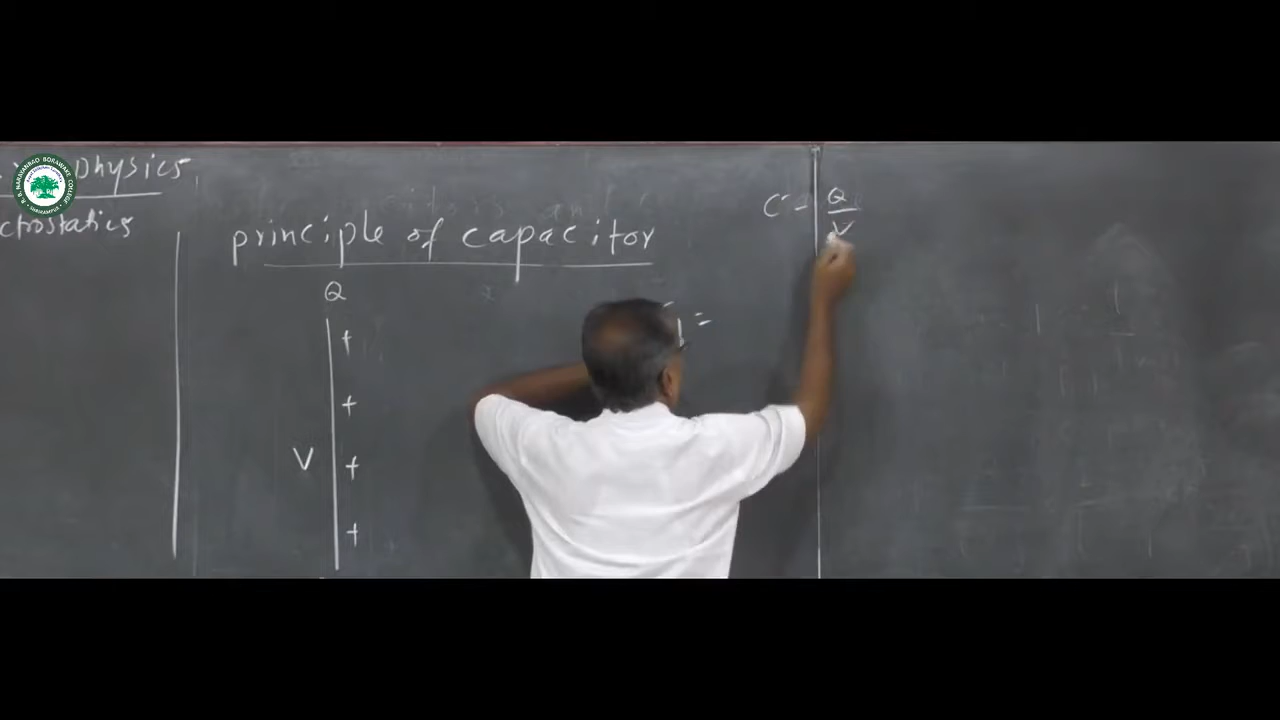 physics
ctrostatics
principle of capacitor
C = Q/V
Q
+
+
V +
+
=